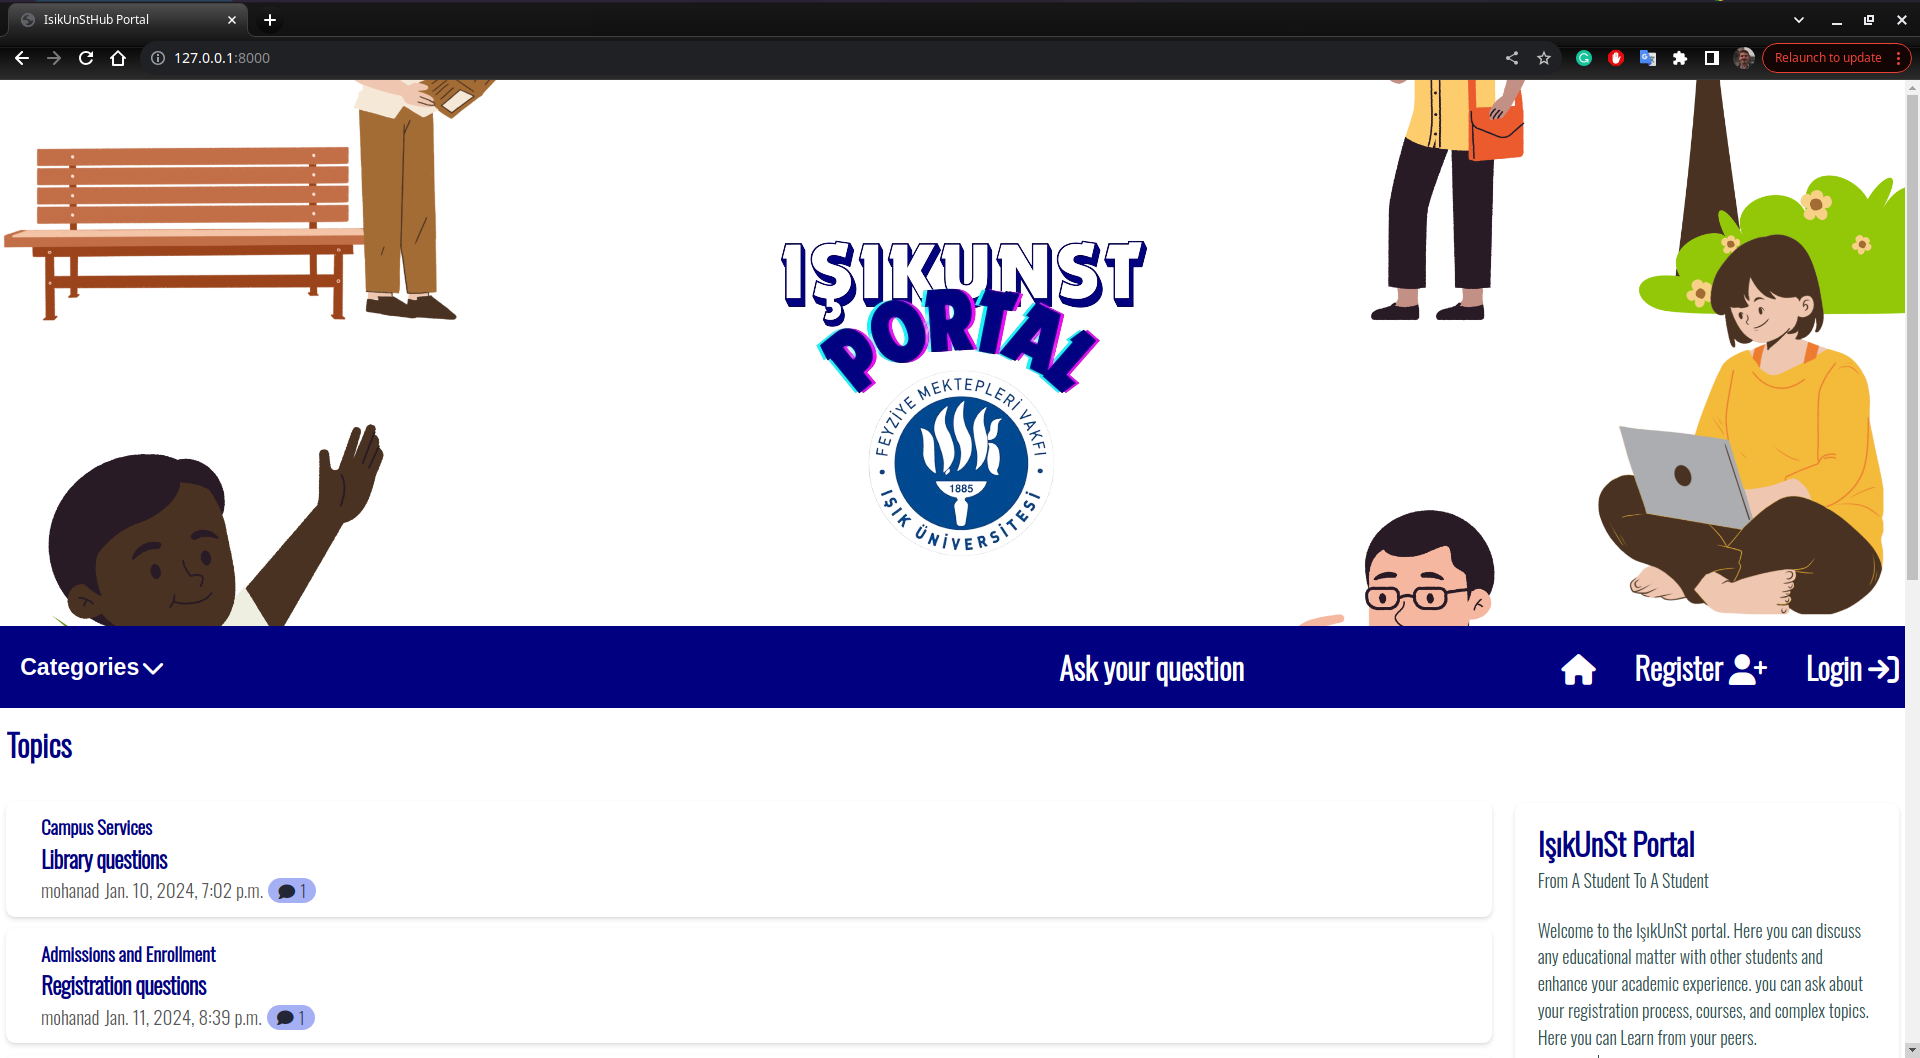 IsikUnStHub Portal
127.0.0.1:8000
Relaunch to update
IŞIKUNST
PORTAL
FEYZİYE MEKTEPLERİ VAKFI
1885
IŞIK ÜNİVERSİTESİ
Categories
Ask your question
Register
Login
Topics
Campus Services
Library questions
mohanad Jan. 10, 2024, 7:02 p.m. 1
Admissions and Enrollment
Registration questions
mohanad Jan. 11, 2024, 8:39 p.m. 1
IşıkUnSt Portal
From A Student To A Student
Welcome to the IşıkUnSt portal. Here you can discuss
any educational matter with other students and
enhance your academic experience. you can ask about
your registration process, courses, and complex topics.
Here you can Learn from your peers.